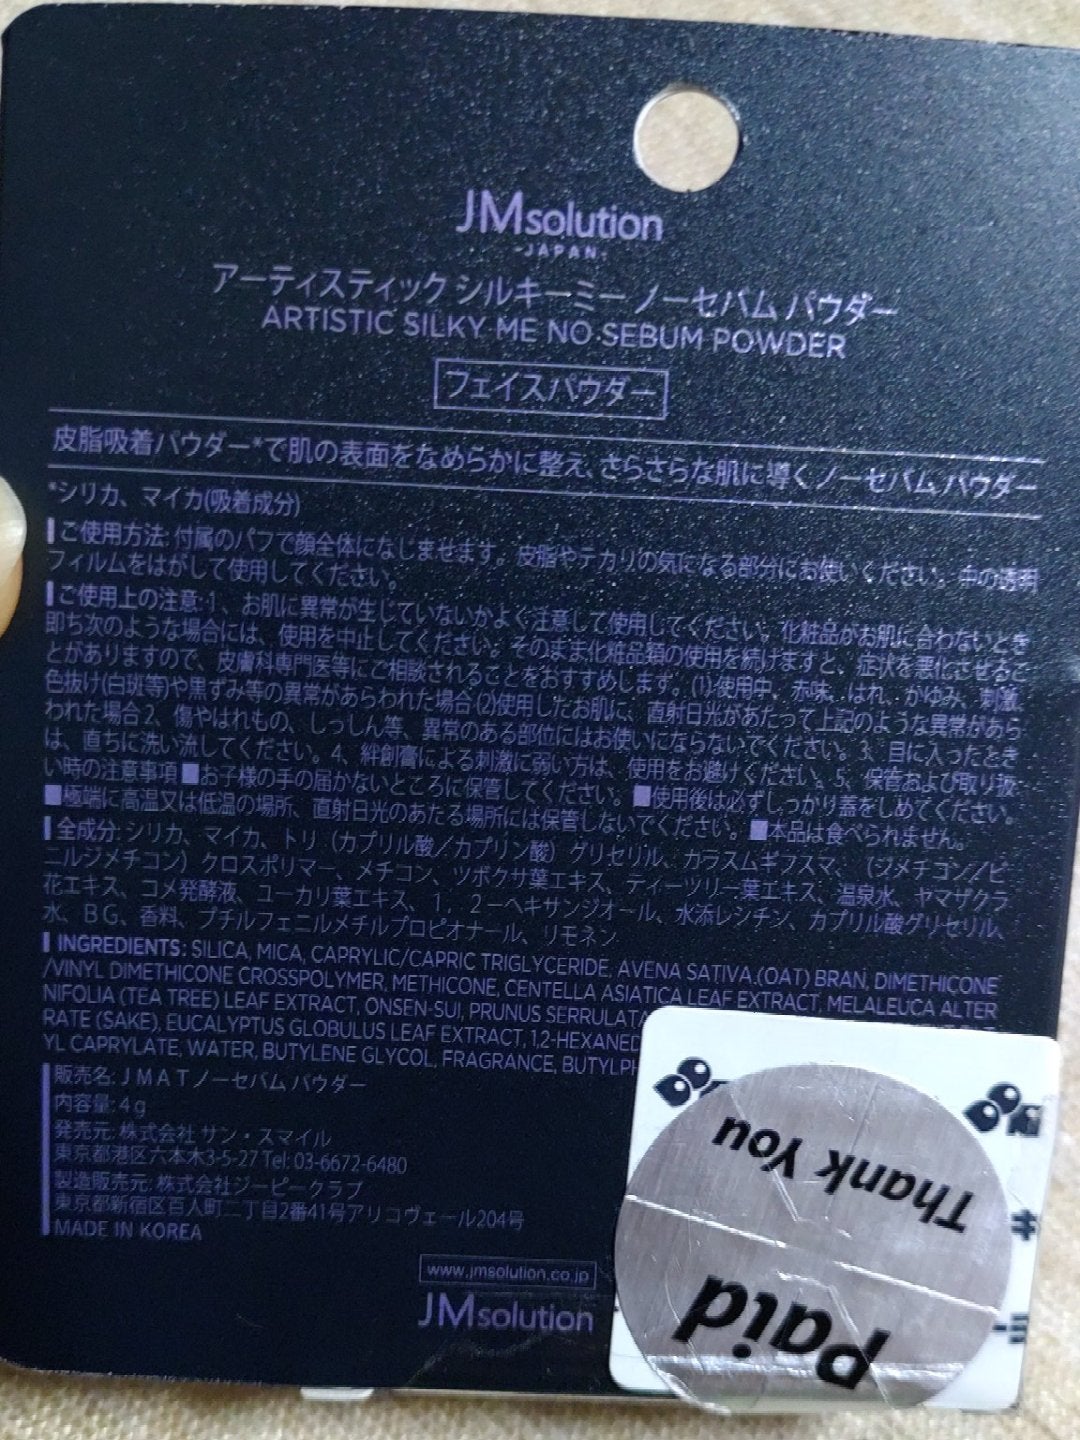 JMsolution
-JAPAN-
アーティスティック シルキーミー ノーセバム パウダー
ARTISTIC SILKY ME NO SEBUM POWDER
フェイスパウダー
皮脂吸着パウダー*で肌の表面をなめらかに整え、さらさらな肌に導くノーセバムパウダー
*シリカ、マイカ(吸着成分)
ご使用方法:付属のパフで顔全体になじませます。皮脂やテカリの気になる部分にお使いください。中の透明
フィルムをはがして使用してください。
ご使用上の注意:1、お肌に異常が生じていないかよく注意して使用してください。化粧品がお肌に合わないとき
即ち次のような場合には、使用を中止してください。そのまま化粧品類の使用を続けますと、症状を悪化させるこ
とがありますので、皮膚科専門医等にご相談されることをおすすめします。(1)使用中、赤味、はれ、かゆみ、刺激、
色抜け(白斑等)や黒ずみ等の異常があらわれた場合(2)使用したお肌に、直射日光があたって上記のような異常があら
われた場合2、傷やはれもの、しっしん等、異常のある部位にはお使いにならないでください。3、目に入ったとき
は、直ちに洗い流してください。4、絆創膏による刺激に弱い方は、使用をお避けください。5、保管および取り扱
い時の注意事項■お子様の手の届かないところに保管してください。■使用後は必ずしっかり蓋をしめてください。
■極端に高温又は低温の場所、直射日光のあたる場所には保管しないでください。■本品は食べられません。
全成分:シリカ、マイカ、トリ（カプリル酸／カプリン酸）グリセリル、カラスムギフスマ、（ジメチコン／ビ
ニルジメチコン）クロスポリマー、メチコン、ツボクサ葉エキス、ティーツリー葉エキス、温泉水、ヤマザクラ
花エキス、コメ発酵液、ユーカリ葉エキス、１，２－ヘキサンジオール、水添レシチン、カプリル酸グリセリル、
水、ＢＧ、香料、ブチルフェニルメチルプロピオナール、リモネン
INGREDIENTS: SILICA, MICA, CAPRYLIC/CAPRIC TRIGLYCERIDE, AVENA SATIVA (OAT) BRAN, DIMETHICONE
/VINYL DIMETHICONE CROSSPOLYMER, METHICONE, CENTELLA ASIATICA LEAF EXTRACT, MELALEUCA ALTER
NIFOLIA (TEA TREE) LEAF EXTRACT, ONSEN-SUI, PRUNUS SERRULATA
RATE (SAKE), EUCALYPTUS GLOBULUS LEAF EXTRACT, 1,2-HEXANED
YL CAPRYLATE, WATER, BUTYLENE GLYCOL, FRAGRANCE, BUTYLPH
販売名:ＪＭＡＴノーセバム パウダー
内容量:4g
発売元:株式会社 サン・スマイル
東京都港区六本木3-5-27 Tel: 03-6672-6480
製造販売元:株式会社ジーピークラブ
東京都新宿区百人町二丁目2番41号アリコヴェール204号
MADE IN KOREA
www.jmsolution.co.jp
JMsolution
Thank You
Paid